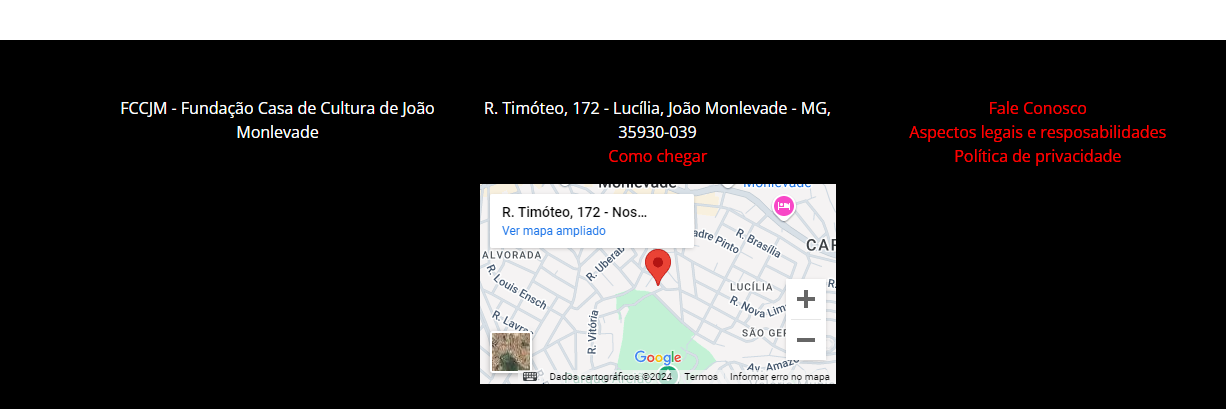 FCCJM - Fundação Casa de Cultura de João
Monlevade
R. Timóteo, 172 - Lucília, João Monlevade - MG,
35930-039
Como chegar
Fale Conosco
Aspectos legais e resposabilidades
Política de privacidade
Monlevade
Monlevade
R. Timóteo, 172 - Nos...
Ver mapa ampliado
adre Pinto
R. Brasília
CAR
ALVORADA
R. Uberab
R. Louis Ensch
LUCÍLIA
R. Nova Lim
R. Lavra
R. Vitória
SÃO GER
Google
Av. Amazo
Dados cartográficos ©2024
Termos
Informar erro no mapa